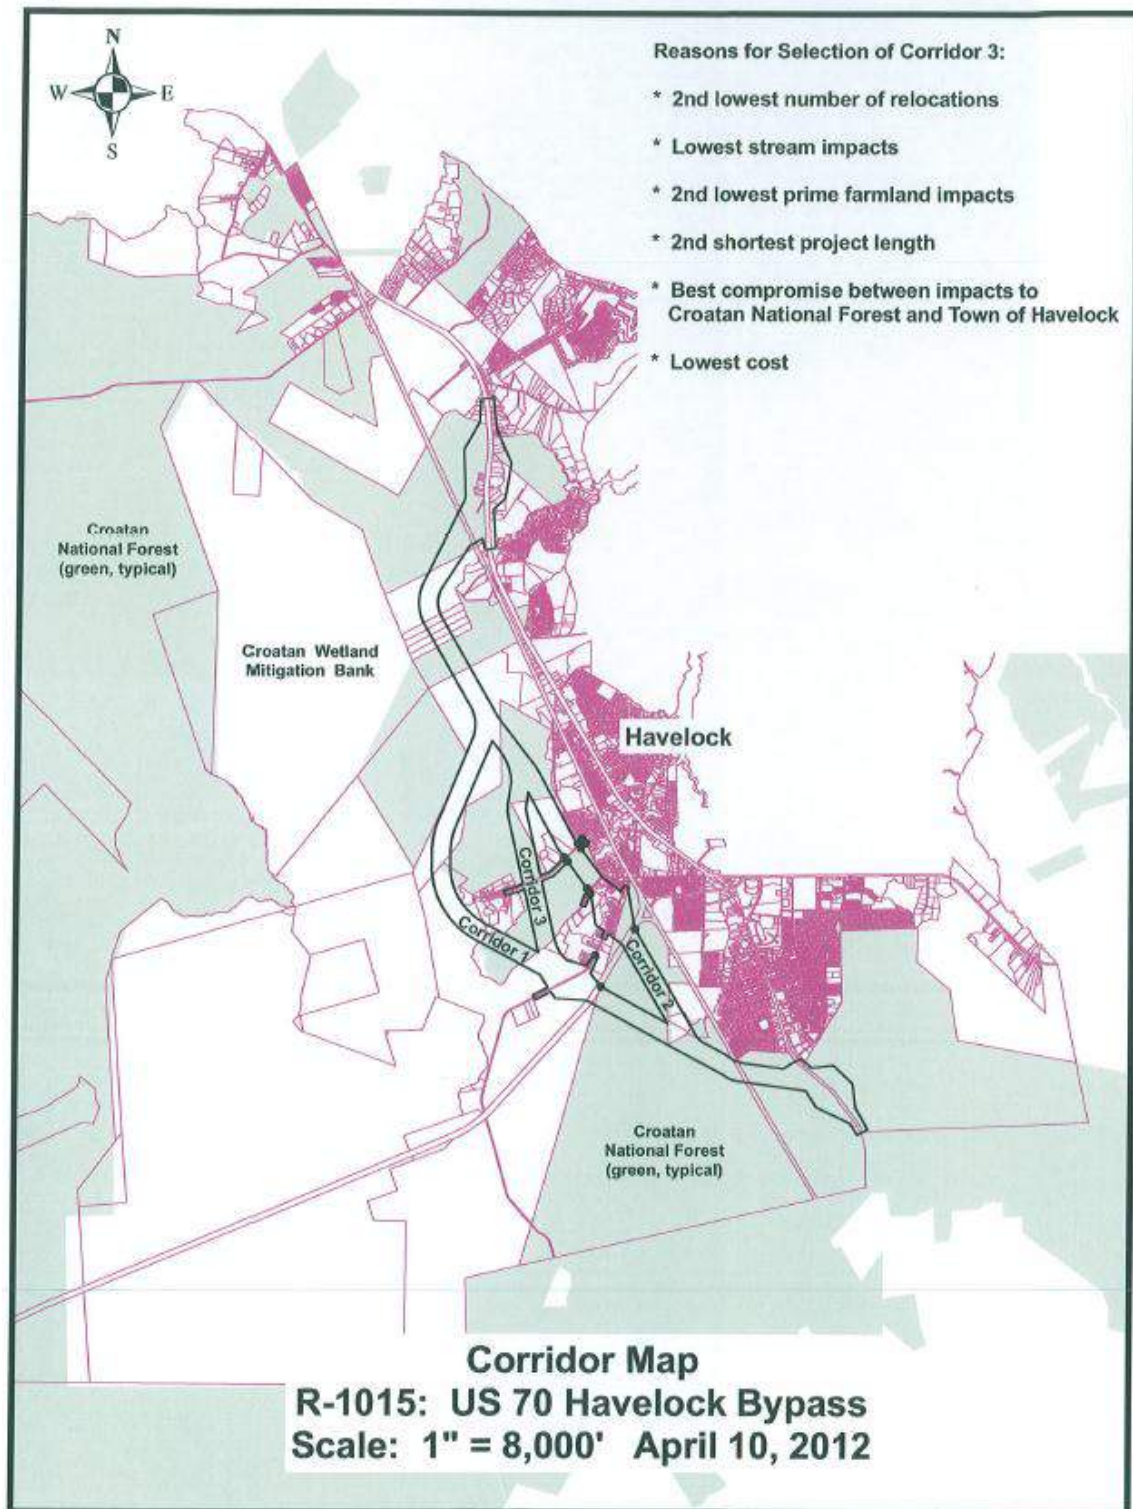 N
W E
S
Reasons for Selection of Corridor 3:
* 2nd lowest number of relocations
* Lowest stream impacts
* 2nd lowest prime farmland impacts
* 2nd shortest project length
* Best compromise between impacts to
Croatan National Forest and Town of Havelock
* Lowest cost
Croatan
National Forest
(green, typical)
Croatan Wetland
Mitigation Bank
Havelock
Corridor 3
Corridor 1
Corridor 2
Croatan
National Forest
(green, typical)
Corridor Map
R-1015: US 70 Havelock Bypass
Scale: 1" = 8,000' April 10, 2012